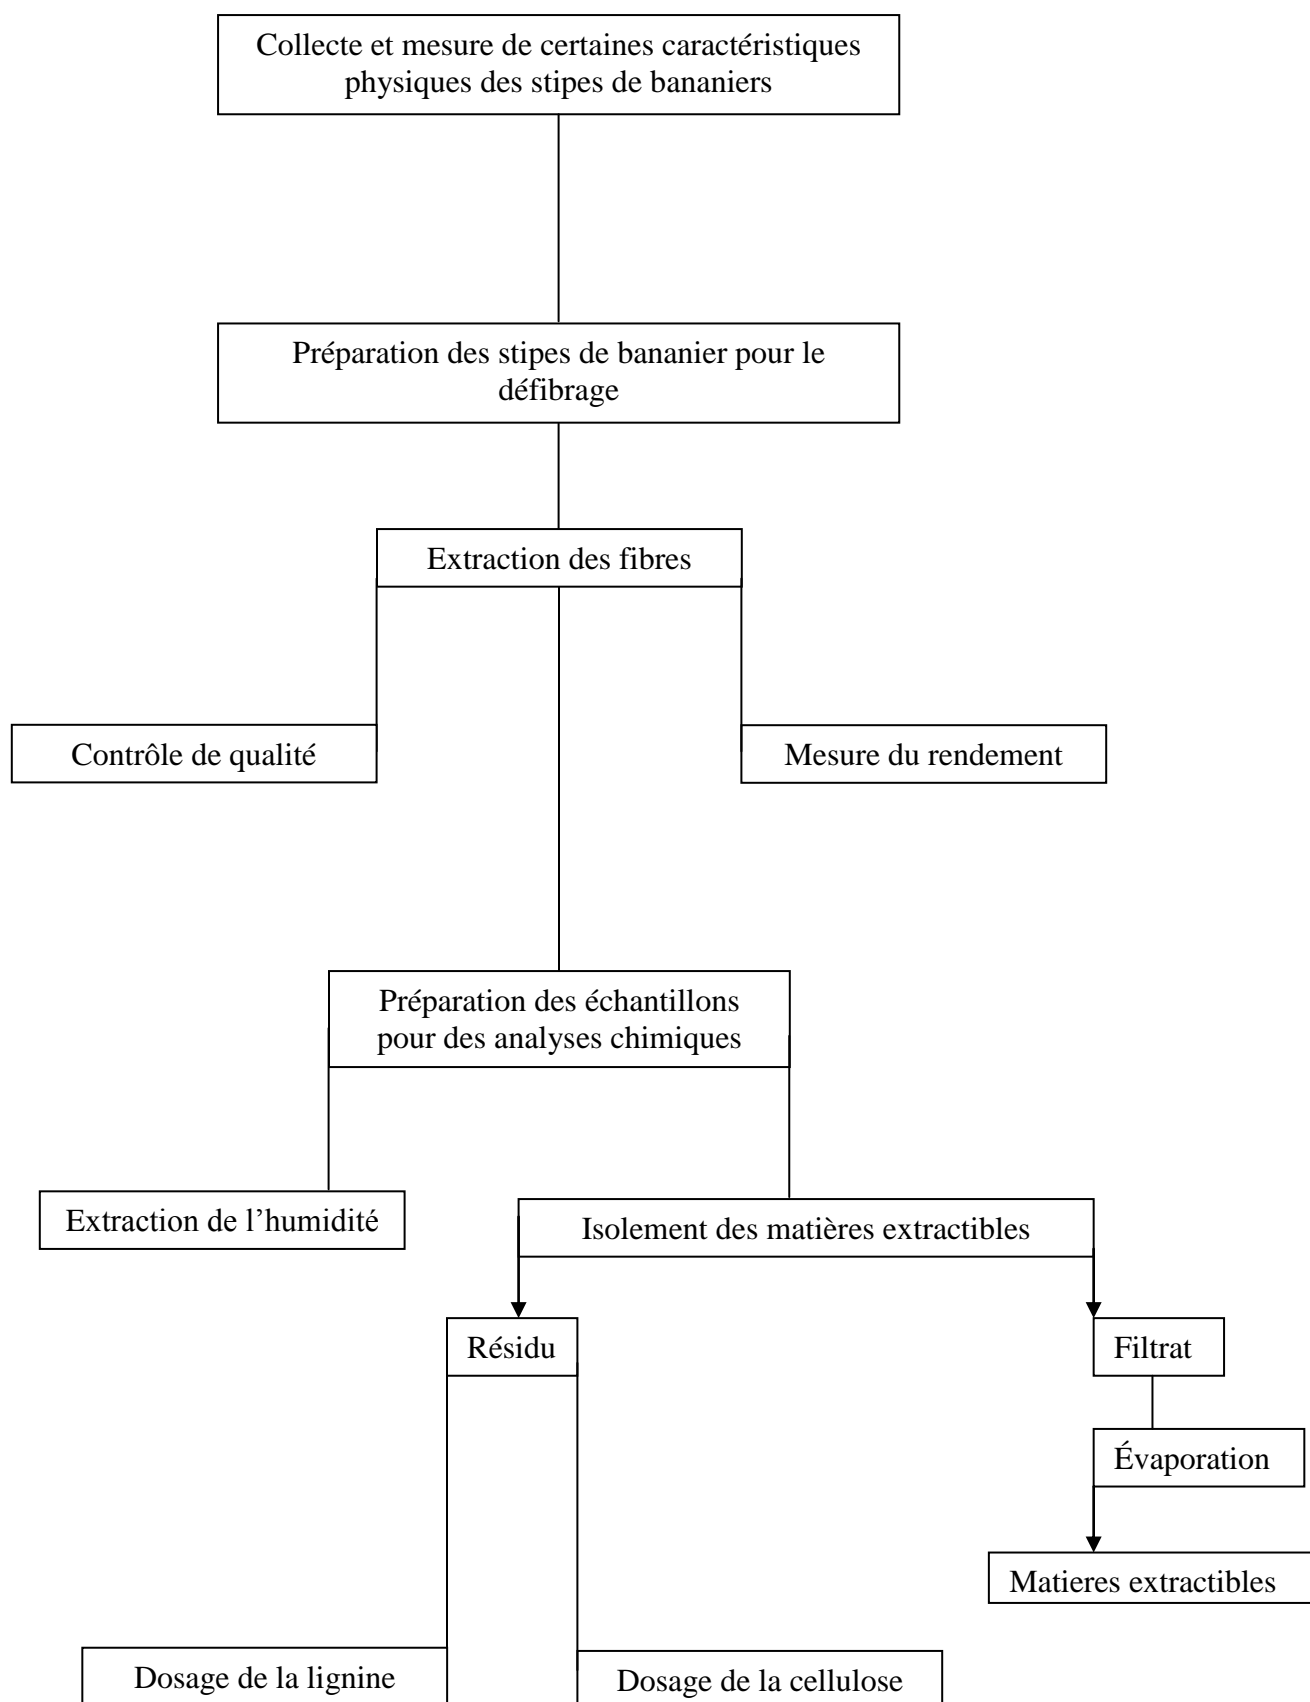 Collecte et mesure de certaines caractéristiques
physiques des stipes de bananiers
Préparation des stipes de bananier pour le
défibrage
Extraction des fibres
Contrôle de qualité
Mesure du rendement
Préparation des échantillons
pour des analyses chimiques
Extraction de l’humidité
Isolement des matières extractibles
Résidu
Filtrat
Évaporation
Matieres extractibles
Dosage de la lignine
Dosage de la cellulose